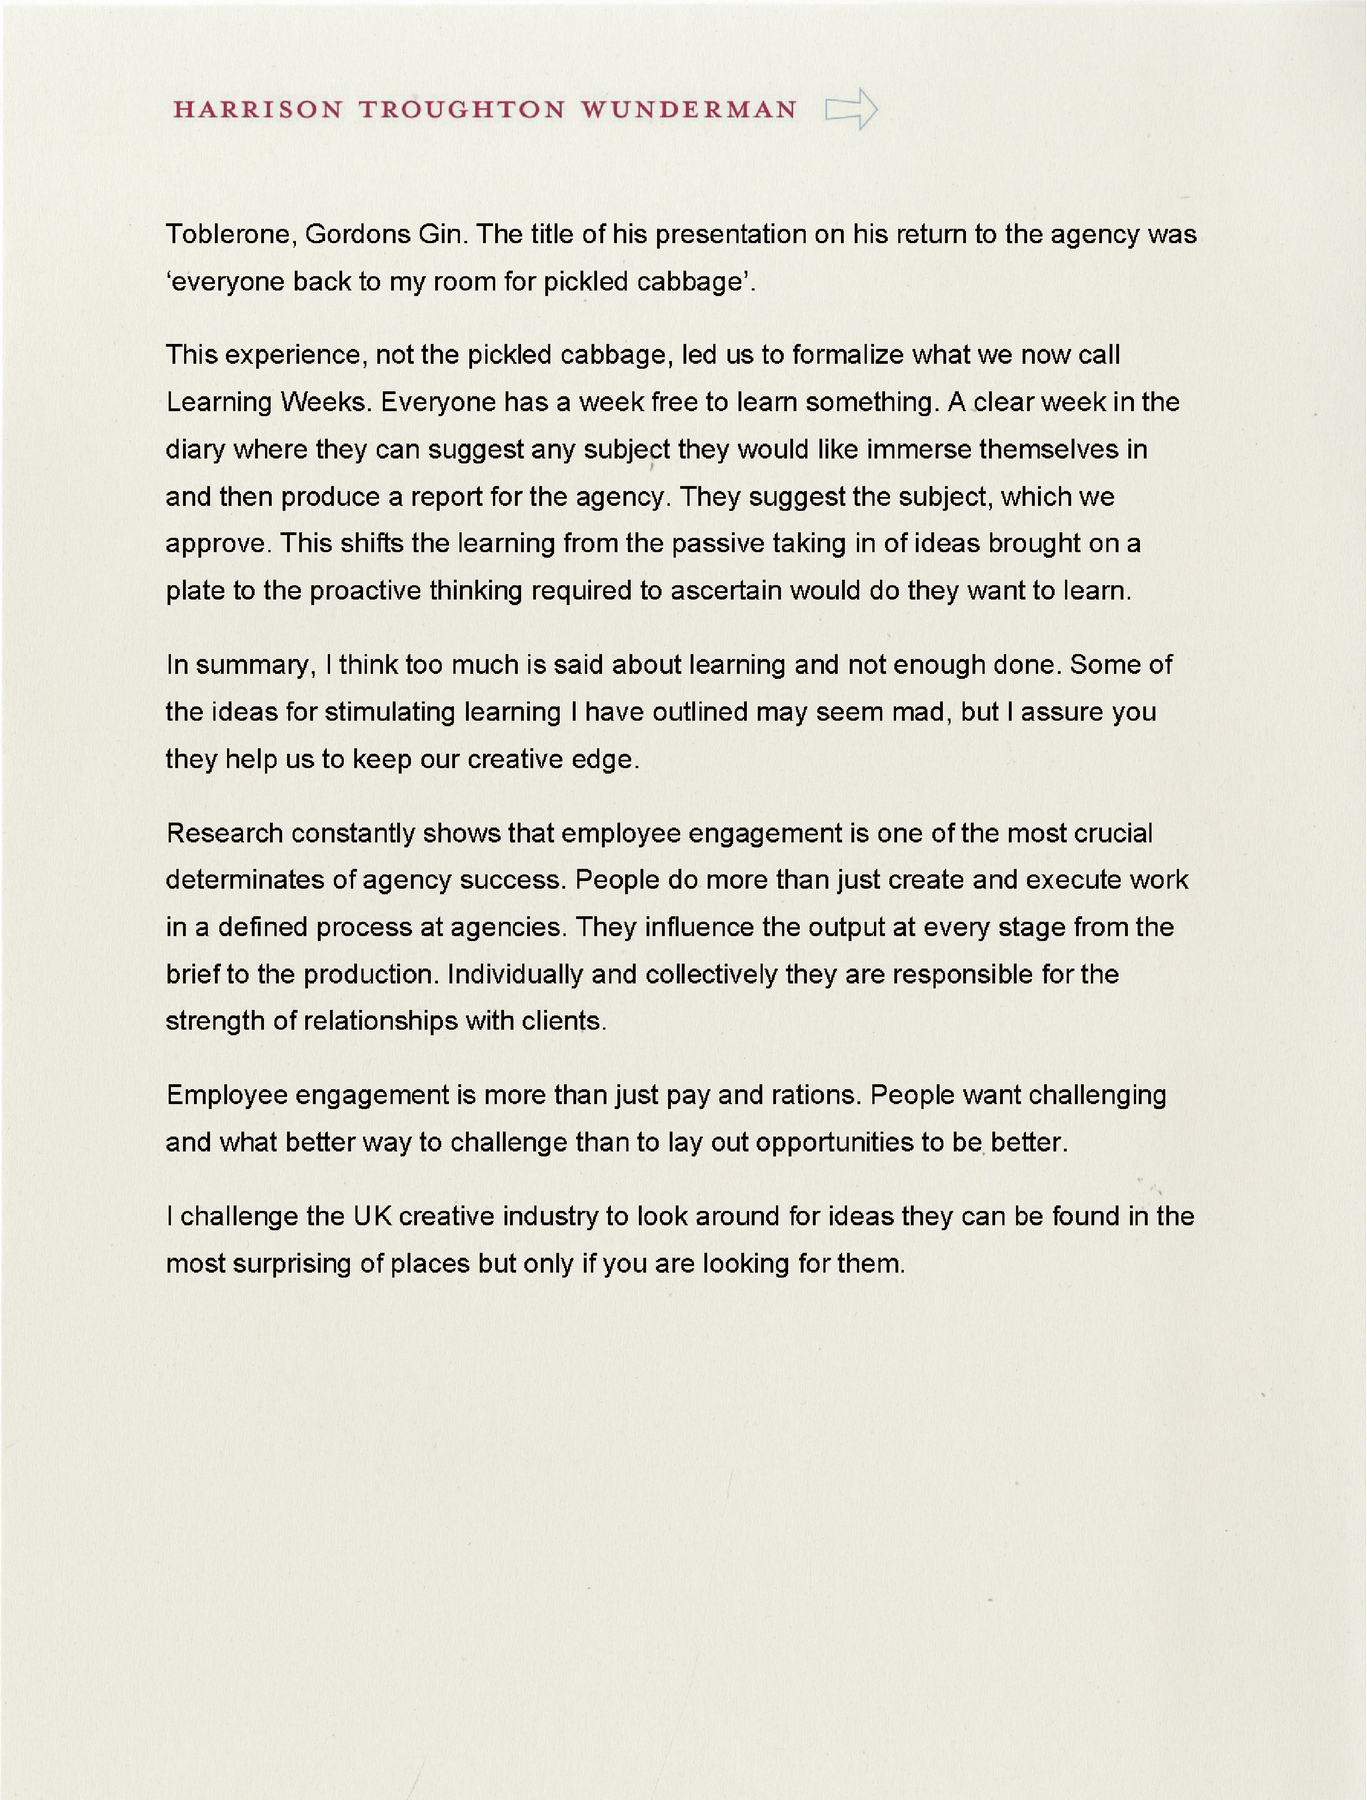 HARRISON TROUGHTON WUNDERMAN
Toblerone, Gordons Gin. The title of his presentation on his return to the agency was
‘everyone back to my room for pickled cabbage’.
This experience, not the pickled cabbage, led us to formalize what we now call
Learning Weeks. Everyone has a week free to learn something. A clear week in the
diary where they can suggest any subject they would like immerse themselves in
and then produce a report for the agency. They suggest the subject, which we
approve. This shifts the learning from the passive taking in of ideas brought on a
plate to the proactive thinking required to ascertain would do they want to learn.
In summary, I think too much is said about learning and not enough done. Some of
the ideas for stimulating learning I have outlined may seem mad, but I assure you
they help us to keep our creative edge.
Research constantly shows that employee engagement is one of the most crucial
determinates of agency success. People do more than just create and execute work
in a defined process at agencies. They influence the output at every stage from the
brief to the production. Individually and collectively they are responsible for the
strength of relationships with clients.
Employee engagement is more than just pay and rations. People want challenging
and what better way to challenge than to lay out opportunities to be better.
I challenge the UK creative industry to look around for ideas they can be found in the
most surprising of places but only if you are looking for them.